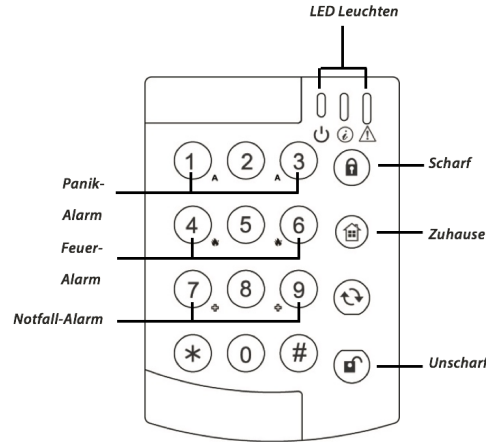 LED Leuchten
1 2 3
A A
Scharf
Panik-
Alarm
4 5 6
Zuhause
Feuer-
Alarm
7 8 9
Notfall-Alarm
* 0 #
Unscharf